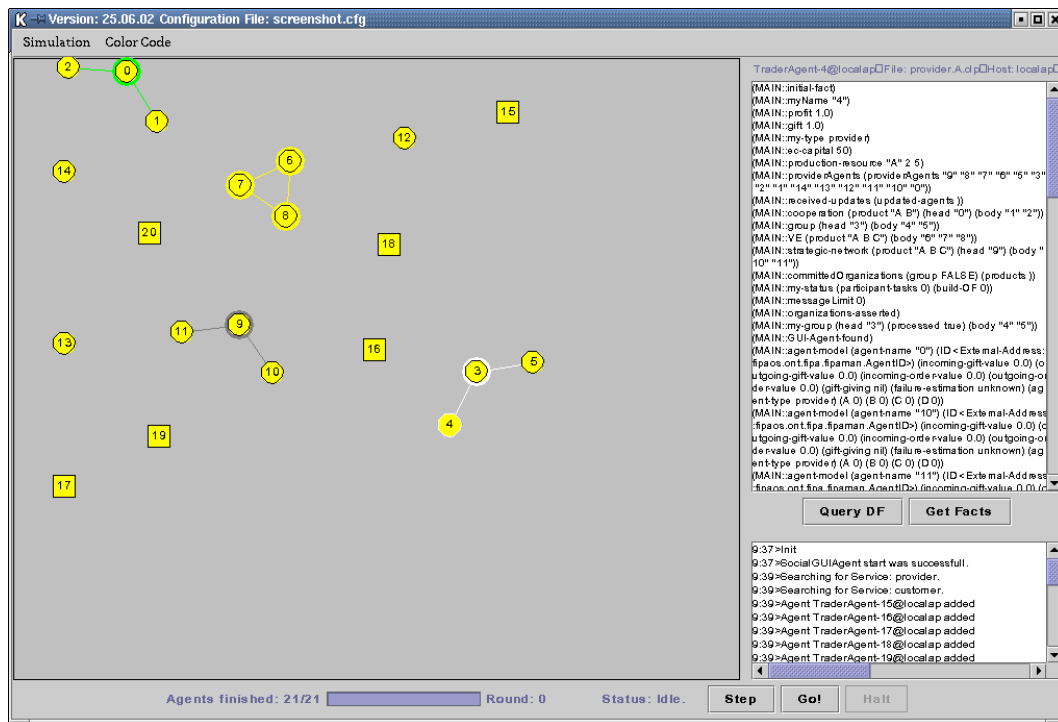 K Version: 25.06.02 Configuration File: screenshot.cfg
Simulation Color Code
2
0
1
15
12
6
14
7
8
20
18
9
11
13
16
5
10
3
4
19
17
TraderAgent-4@localap□File: provider.A.clp□Host: localap□
(MAIN::initial-fact)
(MAIN::myName "4")
(MAIN::profit 1.0)
(MAIN::gift 1.0)
(MAIN::my-type provider)
(MAIN::ec-capital 50)
(MAIN::production-resource "A" 2 5)
(MAIN::providerAgents (providerAgents "9" "8" "7" "6" "5" "3"
"2" "1" "14" "13" "12" "11" "10" "0"))
(MAIN::received-updates (updated-agents ))
(MAIN::cooperation (product "A B") (head "0") (body "1" "2"))
(MAIN::group (head "3") (body "4" "5"))
(MAIN::VE (product "A B C") (body "6" "7" "8"))
(MAIN::strategic-network (product "A B C") (head "9") (body "
10" "11"))
(MAIN::committedOrganizations (group FALSE) (products ))
(MAIN::my-status (participant-tasks 0) (build-OF 0))
(MAIN::messageLimit 0)
(MAIN::organizations-asserted)
(MAIN::my-group (head "3") (processed true) (body "4" "5"))
(MAIN::GUI-Agent-found)
(MAIN::agent-model (agent-name "0") (ID <External-Address:
fipaos.ont.fipa.fipaman.AgentID>) (incoming-gift-value 0.0) (o
utgoing-gift-value 0.0) (incoming-order-value 0.0) (outgoing-or
der-value 0.0) (gift-giving nil) (failure-estimation unknown) (ag
ent-type provider) (A 0) (B 0) (C 0) (D 0))
(MAIN::agent-model (agent-name "10") (ID <External-Address
:fipaos.ont.fipa.fipaman.AgentID>) (incoming-gift-value 0.0) (o
utgoing-gift-value 0.0) (incoming-order-value 0.0) (outgoing-or
der-value 0.0) (gift-giving nil) (failure-estimation unknown) (ag
ent-type provider) (A 0) (B 0) (C 0) (D 0))
(MAIN::agent-model (agent-name "11") (ID <External-Address
:fipaos.ont.fipa.fipaman.AgentID>) (incoming-gift-value 0.0) (o
Query DF Get Facts
9:37>Init
9:37>SocialGUIAgent start was successfull.
9:39>Searching for Service: provider.
9:39>Searching for Service: customer.
9:39>Agent TraderAgent-15@localap added
9:39>Agent TraderAgent-16@localap added
9:39>Agent TraderAgent-17@localap added
9:39>Agent TraderAgent-18@localap added
9:39>Agent TraderAgent-19@localap added
Agents finished: 21/21 Round: 0 Status: Idle. Step Go! Halt